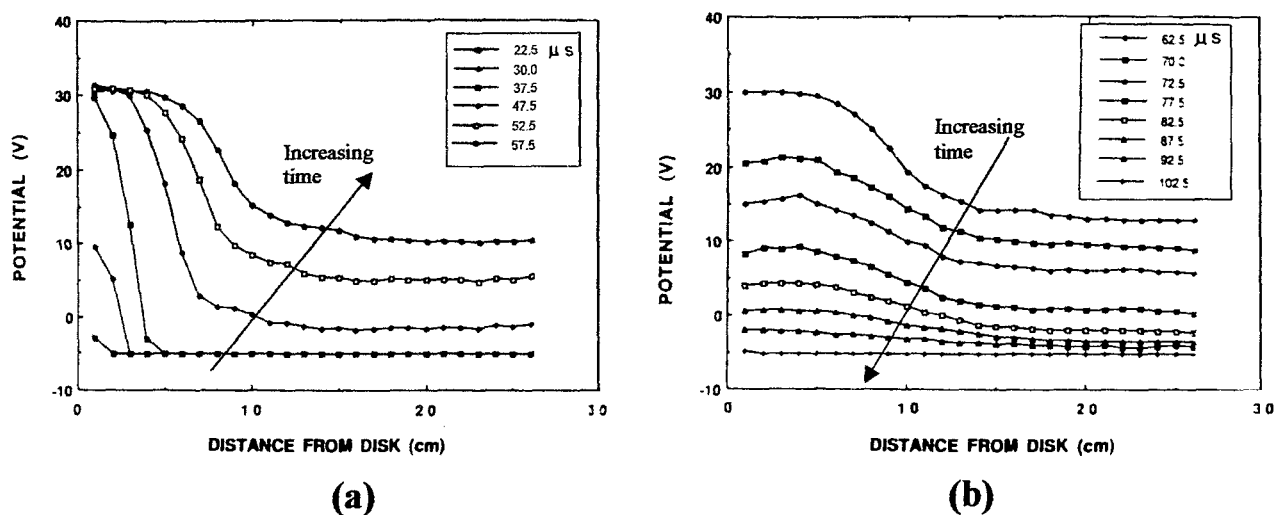 40
30
20
10
0
-10
POTENTIAL (V)
22.5 μs
30.0
37.5
47.5
52.5
57.5
Increasing
time
0 10 20 30
DISTANCE FROM DISK (cm)
(a)
40
30
20
10
0
-10
POTENTIAL (V)
62.5 μs
70.0
72.5
77.5
82.5
87.5
92.5
102.5
Increasing
time
0 10 20 30
DISTANCE FROM DISK (cm)
(b)